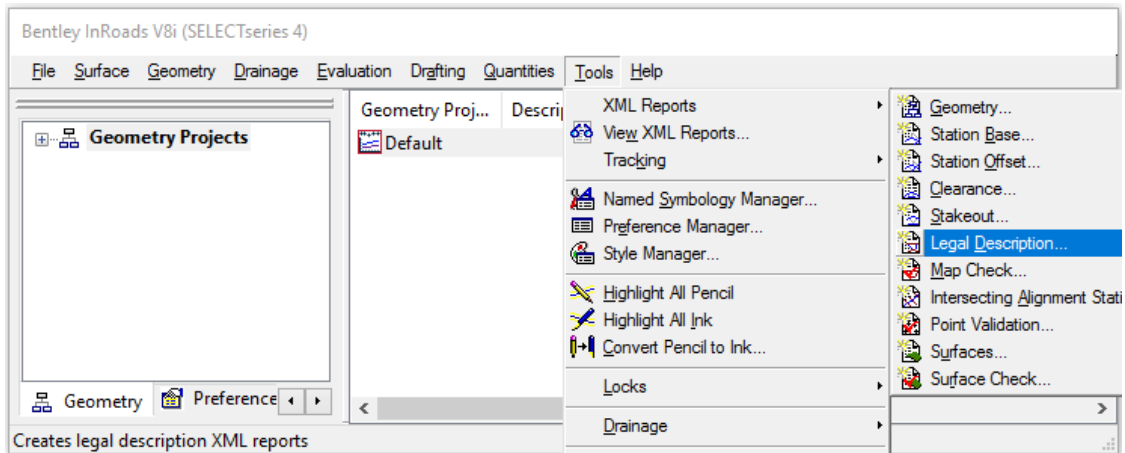 Bentley InRoads V8i (SELECTseries 4)
File Surface Geometry Drainage Evaluation Drafting Quantities Tools Help
Geometry Projects
Geometry Proj... Descri
Default
XML Reports
View XML Reports...
Tracking
Named Symbology Manager...
Preference Manager...
Style Manager...
Highlight All Pencil
Highlight All Ink
Convert Pencil to Ink...
Locks
Drainage
Geometry...
Station Base...
Station Offset...
Clearance...
Stakeout...
Legal Description...
Map Check...
Intersecting Alignment Stati
Point Validation...
Surfaces...
Surface Check...
Geometry Preference
Creates legal description XML reports